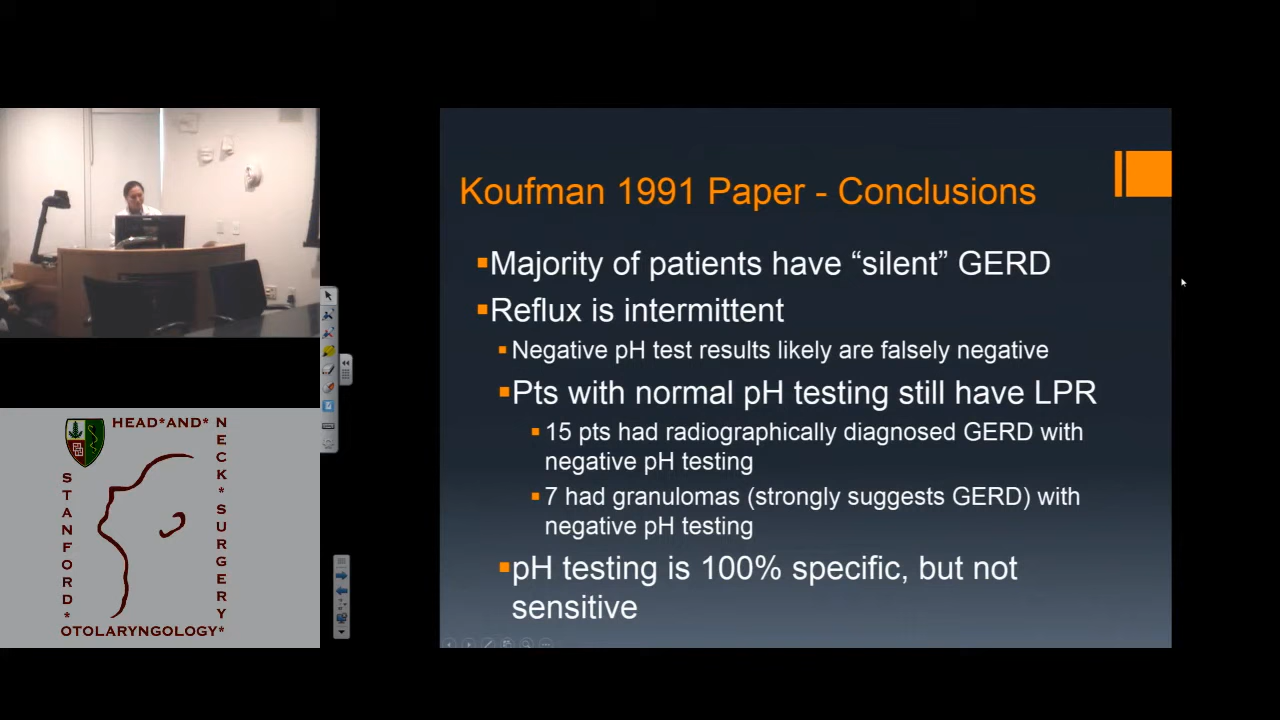 Koufman 1991 Paper - Conclusions
Majority of patients have “silent” GERD
Reflux is intermittent
Negative pH test results likely are falsely negative
Pts with normal pH testing still have LPR
15 pts had radiographically diagnosed GERD with
negative pH testing
7 had granulomas (strongly suggests GERD) with
negative pH testing
pH testing is 100% specific, but not
sensitive
HEAD*AND*
NECK*SURGERY*
STANFORD*
OTOLARYNGOLOGY*